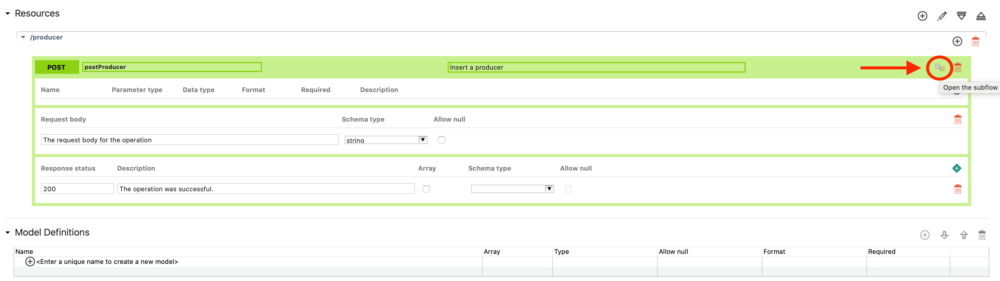 Resources
/producer
POST postProducer Insert a producer
Name Parameter type Data type Format Required Description
Open the subflow
Request body Schema type Allow null
The request body for the operation string
Response status Description Array Schema type Allow null
200 The operation was successful.
Model Definitions
Name Array Type Allow null Format Required
<Enter a unique name to create a new model>